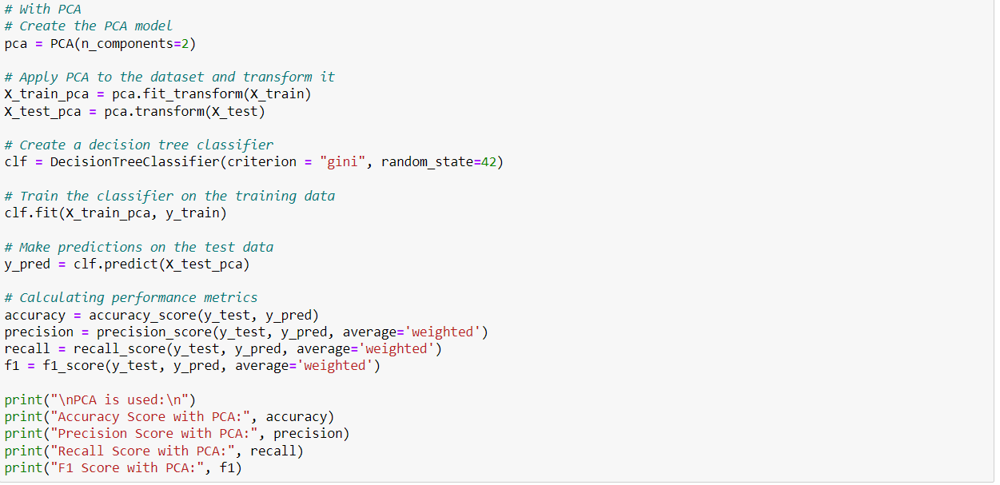 # With PCA
# Create the PCA model
pca = PCA(n_components=2)
# Apply PCA to the dataset and transform it
X_train_pca = pca.fit_transform(X_train)
X_test_pca = pca.transform(X_test)
# Create a decision tree classifier
clf = DecisionTreeClassifier(criterion = "gini", random_state=42)
# Train the classifier on the training data
clf.fit(X_train_pca, y_train)
# Make predictions on the test data
y_pred = clf.predict(X_test_pca)
# Calculating performance metrics
accuracy = accuracy_score(y_test, y_pred)
precision = precision_score(y_test, y_pred, average='weighted')
recall = recall_score(y_test, y_pred, average='weighted')
f1 = f1_score(y_test, y_pred, average='weighted')
print("\nPCA is used:\n")
print("Accuracy Score with PCA:", accuracy)
print("Precision Score with PCA:", precision)
print("Recall Score with PCA:", recall)
print("F1 Score with PCA:", f1)